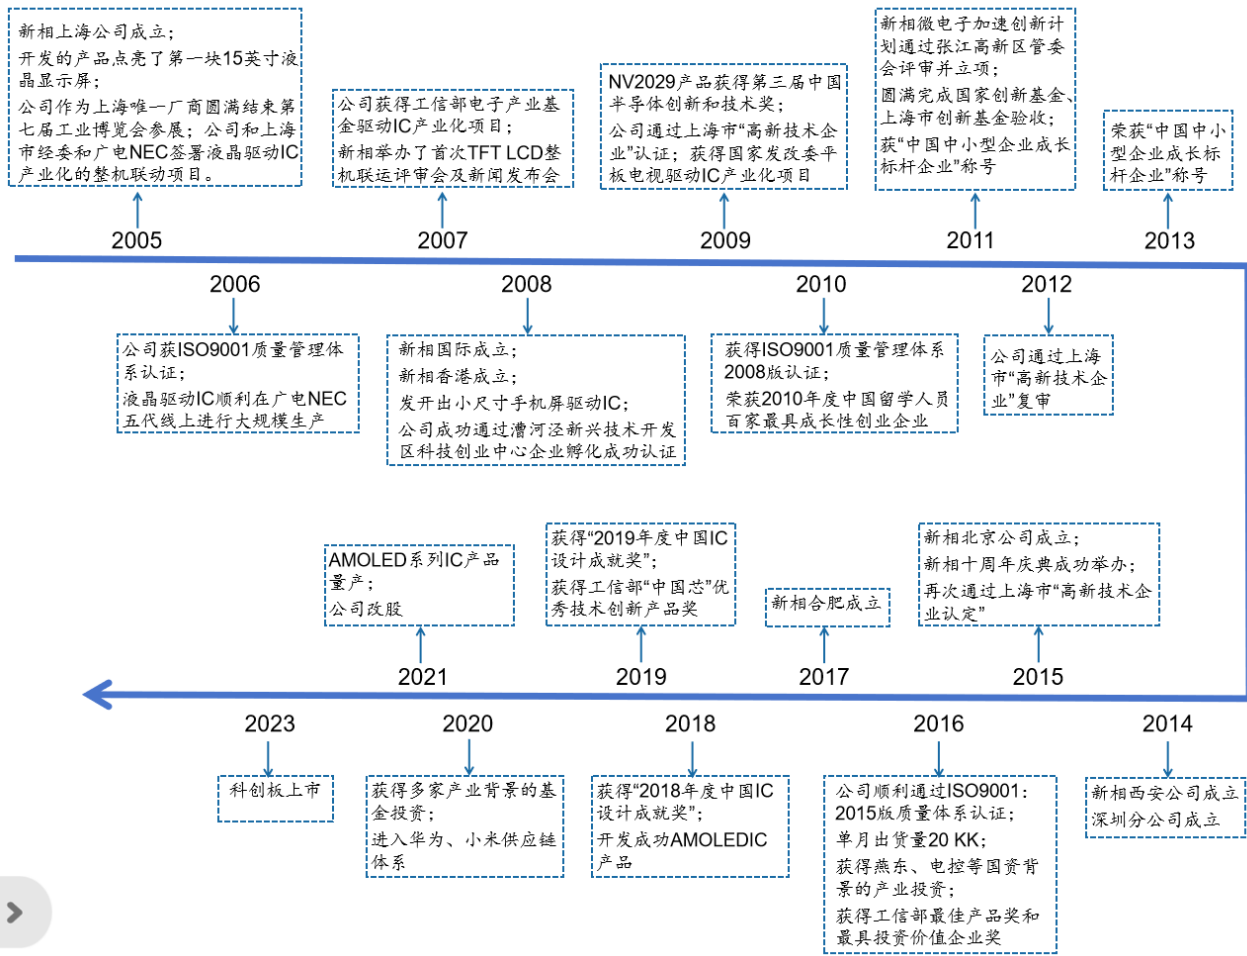 新相上海公司成立；
开发的产品点亮了第一块15英寸液
晶显示屏；
公司作为上海唯一厂商圆满结束第
七届工业博览会参展；公司和上海
市经委和广电NEC签署液晶驱动IC
产业化的整机联动项目。
2005
公司获ISO9001质量管理体
系认证；
液晶驱动IC顺利在广电NEC
五代线上进行大规模生产
2006
公司获得工信部电子产业基
金驱动IC产业化项目；
新相举办了首次TFT LCD整
机联运评审会及新闻发布会
2007
2008
新相国际成立；
新相香港成立；
发开出小尺寸手机屏驱动IC；
公司成功通过漕河泾新兴技术开发
区科技创业中心企业孵化成功认证
NV2029产品获得第三届中国
半导体创新和技术奖；
公司通过上海市“高新技术企
业”认证；获得国家发改委平
板电视驱动IC产业化项目
2009
2010
获得ISO9001质量管理体系
2008版认证；
荣获2010年度中国留学人员
百家最具成长性创业企业
新相微电子加速创新计
划通过张江高新区管委
会评审并立项；
圆满完成国家创新基金、
上海市创新基金验收；
获“中国中小型企业成长
标杆企业”称号
2011
2012
公司通过上海
市“高新技术企
业”复审
荣获“中国中小
型企业成长标
杆企业”称号
2013
2014
新相西安公司成立
深圳分公司成立
新相北京公司成立；
新相十周年庆典成功举办；
再次通过上海市“高新技术企
业认定”
2015
2016
公司顺利通过ISO9001：
2015版质量体系认证；
单月出货量20 KK；
获得燕东、电控等国资背
景的产业投资；
获得工信部最佳产品奖和
最具投资价值企业奖
新相合肥成立
2017
2018
获得“2018年度中国IC
设计成就奖”；
开发成功AMOLEDIC
产品
获得“2019年度中国IC
设计成就奖”；
获得工信部“中国芯”优
秀技术创新产品奖
2019
2020
获得多家产业背景的基
金投资；
进入华为、小米供应链
体系
AMOLED系列IC产品
量产；
公司改股
2021
2023
科创板上市